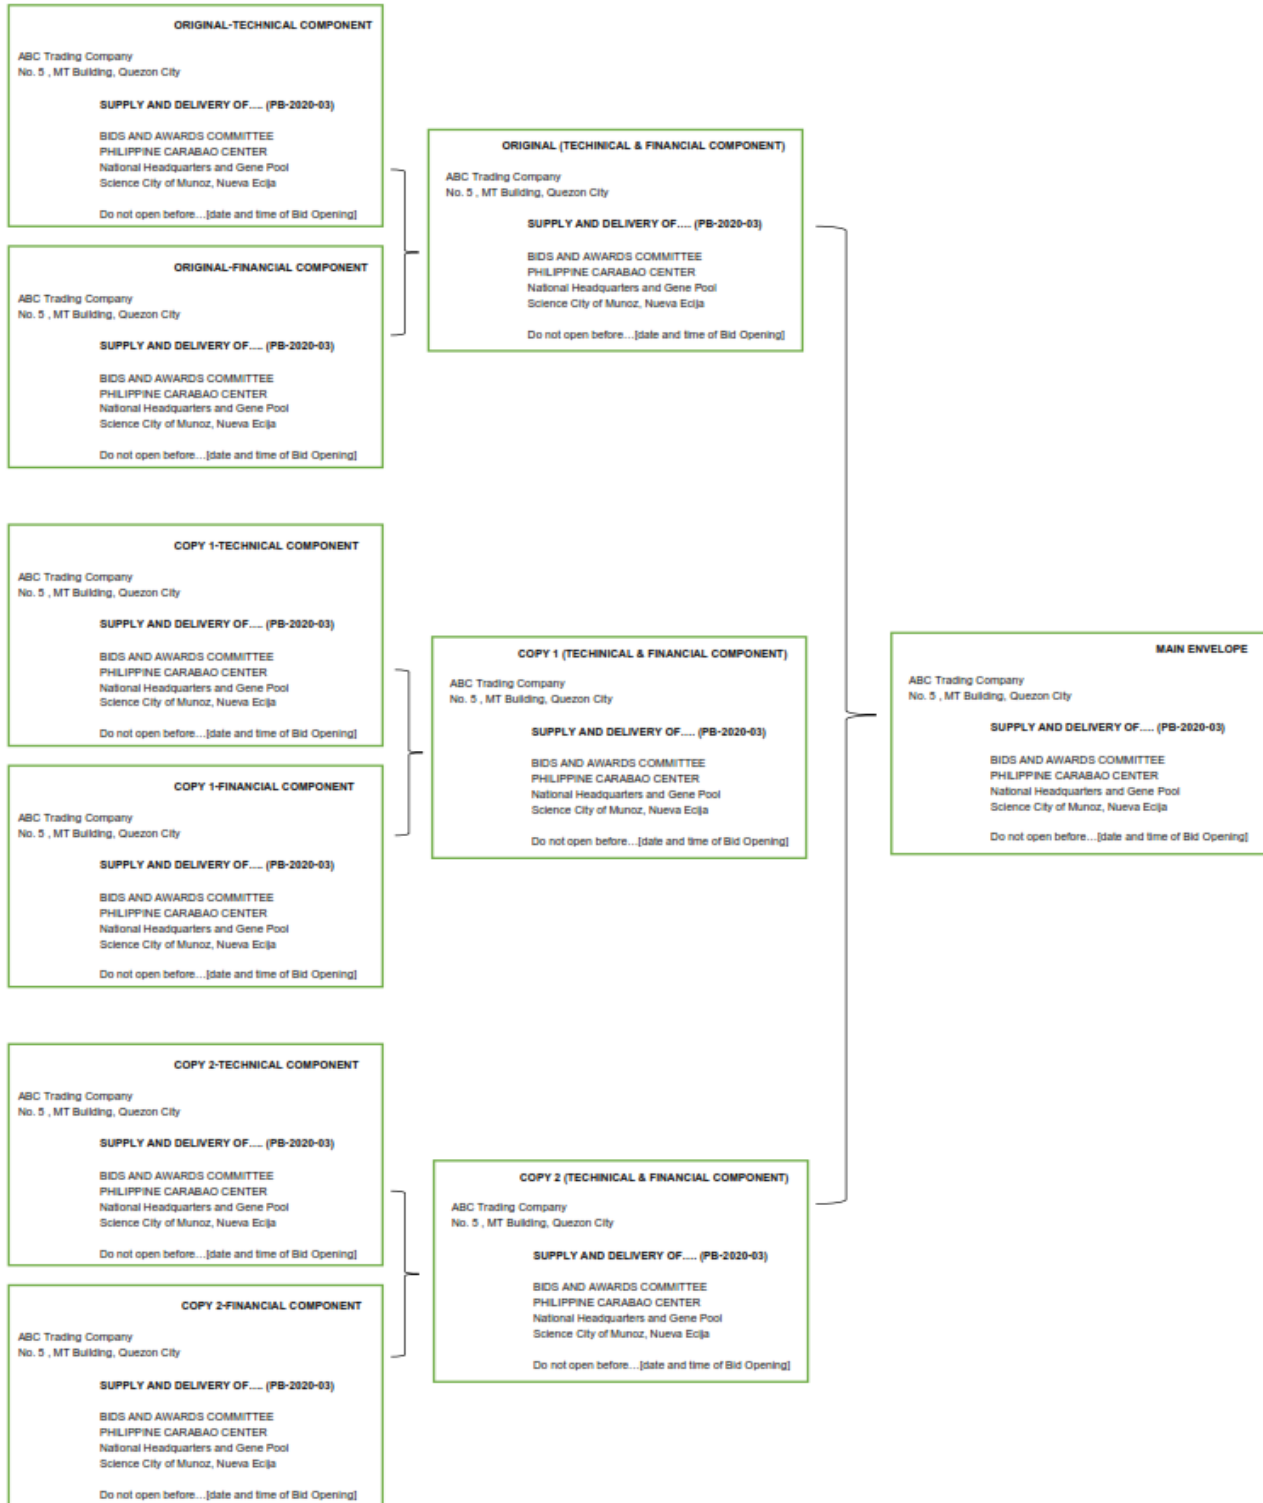 ORIGINAL-TECHNICAL COMPONENT
ABC Trading Company
No. 5 , MT Building, Quezon City
SUPPLY AND DELIVERY OF.... (PB-2020-03)
BIDS AND AWARDS COMMITTEE
PHILIPPINE CARABAO CENTER
National Headquarters and Gene Pool
Science City of Munoz, Nueva Ecija
Do not open before...[date and time of Bid Opening]
ORIGINAL-FINANCIAL COMPONENT
ABC Trading Company
No. 5 , MT Building, Quezon City
SUPPLY AND DELIVERY OF.... (PB-2020-03)
BIDS AND AWARDS COMMITTEE
PHILIPPINE CARABAO CENTER
National Headquarters and Gene Pool
Science City of Munoz, Nueva Ecija
Do not open before...[date and time of Bid Opening]
ORIGINAL (TECHINICAL & FINANCIAL COMPONENT)
ABC Trading Company
No. 5 , MT Building, Quezon City
SUPPLY AND DELIVERY OF.... (PB-2020-03)
BIDS AND AWARDS COMMITTEE
PHILIPPINE CARABAO CENTER
National Headquarters and Gene Pool
Science City of Munoz, Nueva Ecija
Do not open before...[date and time of Bid Opening]
COPY 1-TECHNICAL COMPONENT
ABC Trading Company
No. 5 , MT Building, Quezon City
SUPPLY AND DELIVERY OF.... (PB-2020-03)
BIDS AND AWARDS COMMITTEE
PHILIPPINE CARABAO CENTER
National Headquarters and Gene Pool
Science City of Munoz, Nueva Ecija
Do not open before...[date and time of Bid Opening]
COPY 1-FINANCIAL COMPONENT
ABC Trading Company
No. 5 , MT Building, Quezon City
SUPPLY AND DELIVERY OF.... (PB-2020-03)
BIDS AND AWARDS COMMITTEE
PHILIPPINE CARABAO CENTER
National Headquarters and Gene Pool
Science City of Munoz, Nueva Ecija
Do not open before...[date and time of Bid Opening]
COPY 1 (TECHINICAL & FINANCIAL COMPONENT)
ABC Trading Company
No. 5 , MT Building, Quezon City
SUPPLY AND DELIVERY OF.... (PB-2020-03)
BIDS AND AWARDS COMMITTEE
PHILIPPINE CARABAO CENTER
National Headquarters and Gene Pool
Science City of Munoz, Nueva Ecija
Do not open before...[date and time of Bid Opening]
COPY 2-TECHNICAL COMPONENT
ABC Trading Company
No. 5 , MT Building, Quezon City
SUPPLY AND DELIVERY OF.... (PB-2020-03)
BIDS AND AWARDS COMMITTEE
PHILIPPINE CARABAO CENTER
National Headquarters and Gene Pool
Science City of Munoz, Nueva Ecija
Do not open before...[date and time of Bid Opening]
COPY 2-FINANCIAL COMPONENT
ABC Trading Company
No. 5 , MT Building, Quezon City
SUPPLY AND DELIVERY OF.... (PB-2020-03)
BIDS AND AWARDS COMMITTEE
PHILIPPINE CARABAO CENTER
National Headquarters and Gene Pool
Science City of Munoz, Nueva Ecija
Do not open before...[date and time of Bid Opening]
COPY 2 (TECHINICAL & FINANCIAL COMPONENT)
ABC Trading Company
No. 5 , MT Building, Quezon City
SUPPLY AND DELIVERY OF.... (PB-2020-03)
BIDS AND AWARDS COMMITTEE
PHILIPPINE CARABAO CENTER
National Headquarters and Gene Pool
Science City of Munoz, Nueva Ecija
Do not open before...[date and time of Bid Opening]
MAIN ENVELOPE
ABC Trading Company
No. 5 , MT Building, Quezon City
SUPPLY AND DELIVERY OF.... (PB-2020-03)
BIDS AND AWARDS COMMITTEE
PHILIPPINE CARABAO CENTER
National Headquarters and Gene Pool
Science City of Munoz, Nueva Ecija
Do not open before...[date and time of Bid Opening]